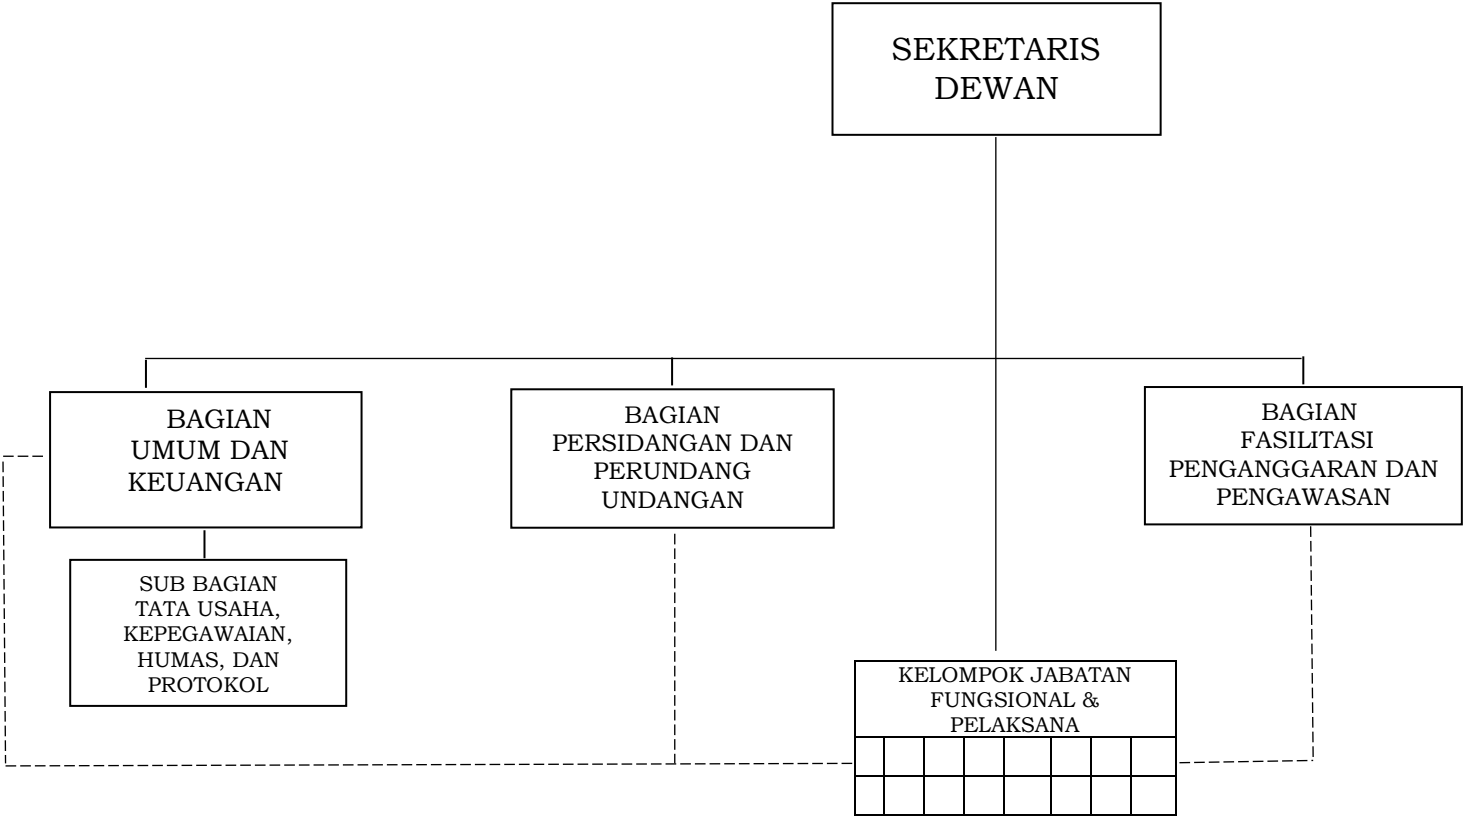 SEKRETARIS
DEWAN
BAGIAN
UMUM DAN
KEUANGAN
BAGIAN
PERSIDANGAN DAN
PERUNDANG
UNDANGAN
BAGIAN
FASILITASI
PENGANGGARAN DAN
PENGAWASAN
SUB BAGIAN
TATA USAHA,
KEPEGAWAIAN,
HUMAS, DAN
PROTOKOL
KELOMPOK JABATAN
FUNGSIONAL &
PELAKSANA